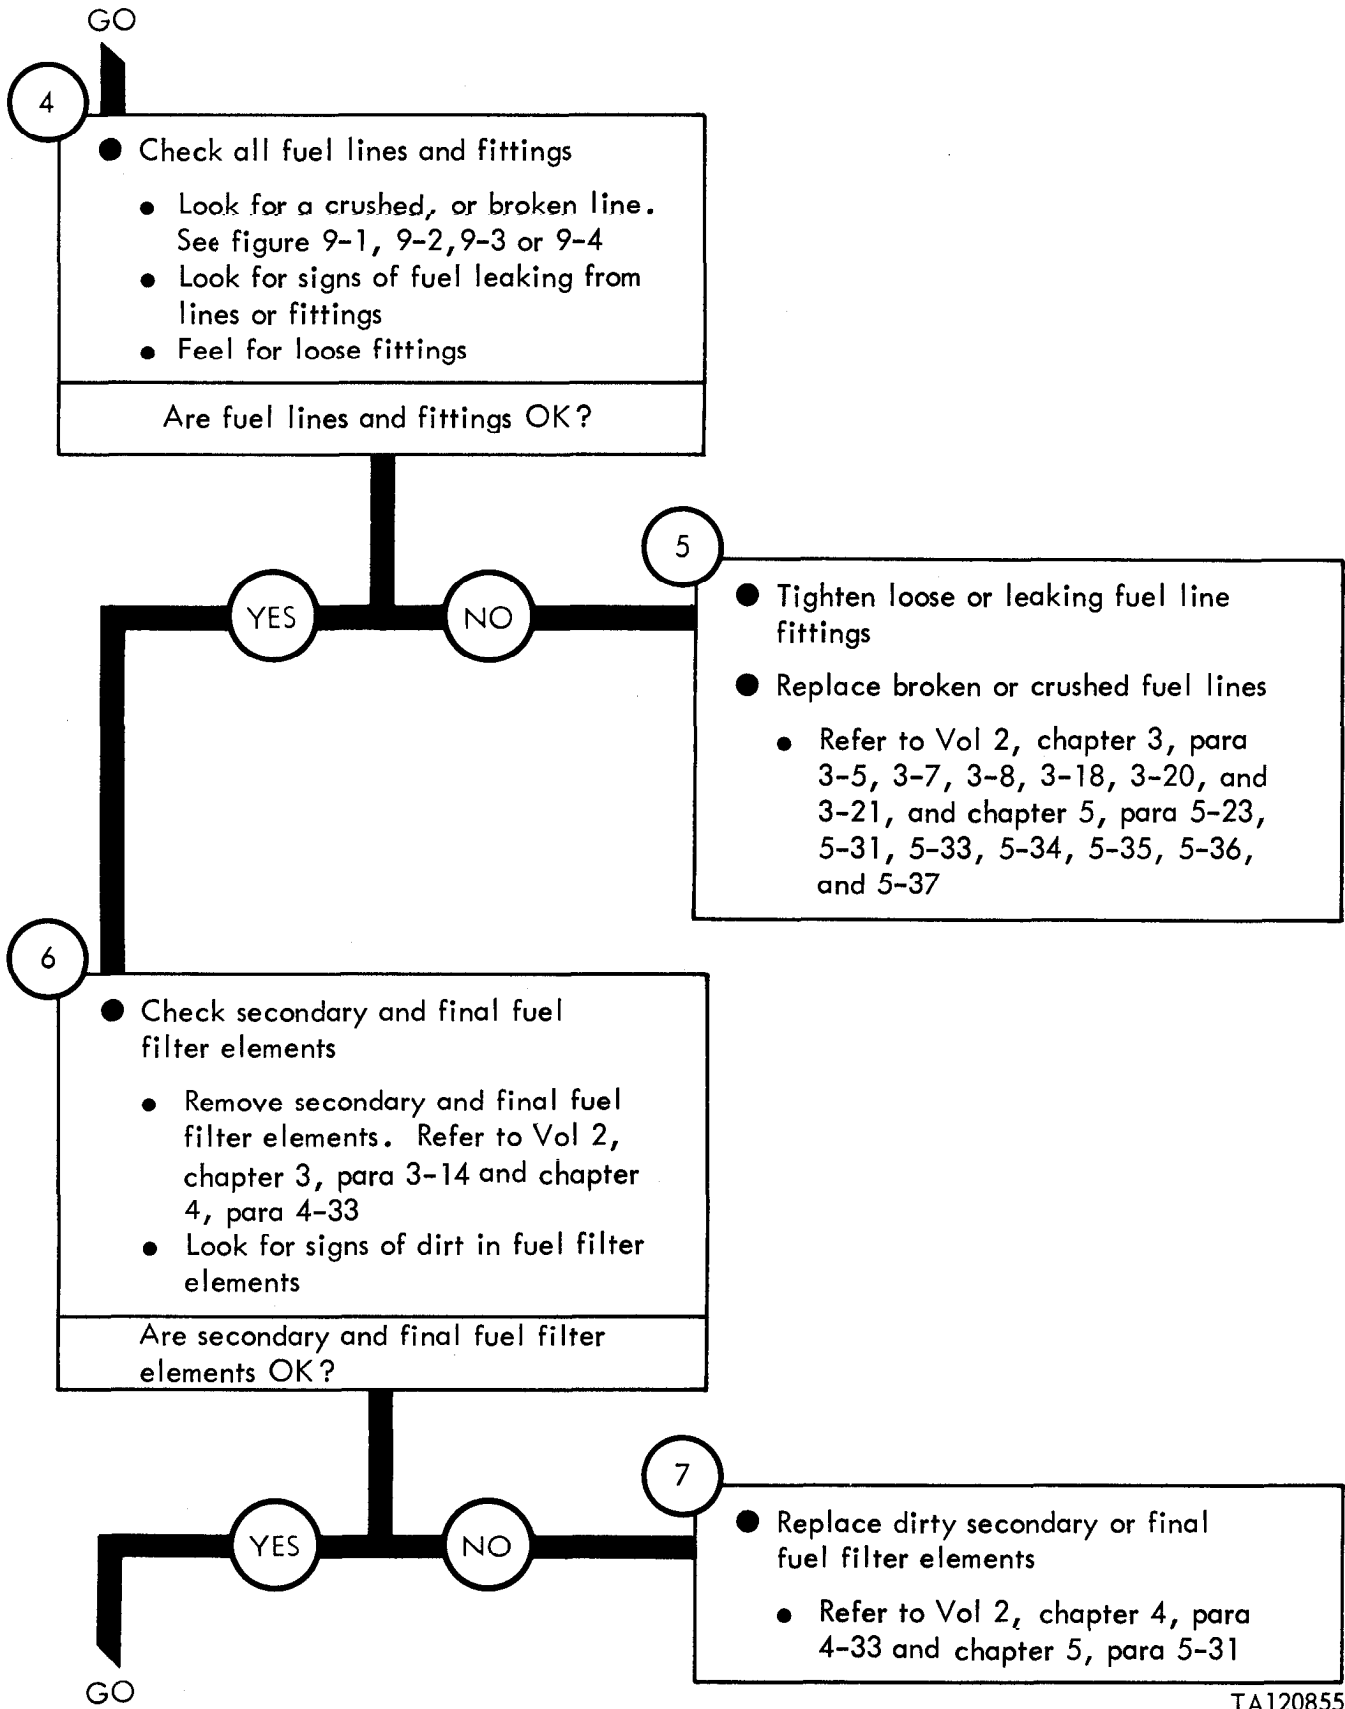 GO
4
● Check all fuel lines and fittings
● Look for a crushed, or broken line.
See figure 9-1, 9-2, 9-3 or 9-4
● Look for signs of fuel leaking from
lines or fittings
● Feel for loose fittings
Are fuel lines and fittings OK?
YES
NO
5
● Tighten loose or leaking fuel line
fittings
● Replace broken or crushed fuel lines
● Refer to Vol 2, chapter 3, para
3-5, 3-7, 3-8, 3-18, 3-20, and
3-21, and chapter 5, para 5-23,
5-31, 5-33, 5-34, 5-35, 5-36,
and 5-37
6
● Check secondary and final fuel
filter elements
● Remove secondary and final fuel
filter elements. Refer to Vol 2,
chapter 3, para 3-14 and chapter
4, para 4-33
● Look for signs of dirt in fuel filter
elements
Are secondary and final fuel filter
elements OK?
YES
NO
7
● Replace dirty secondary or final
fuel filter elements
● Refer to Vol 2, chapter 4, para
4-33 and chapter 5, para 5-31
GO
TA120855